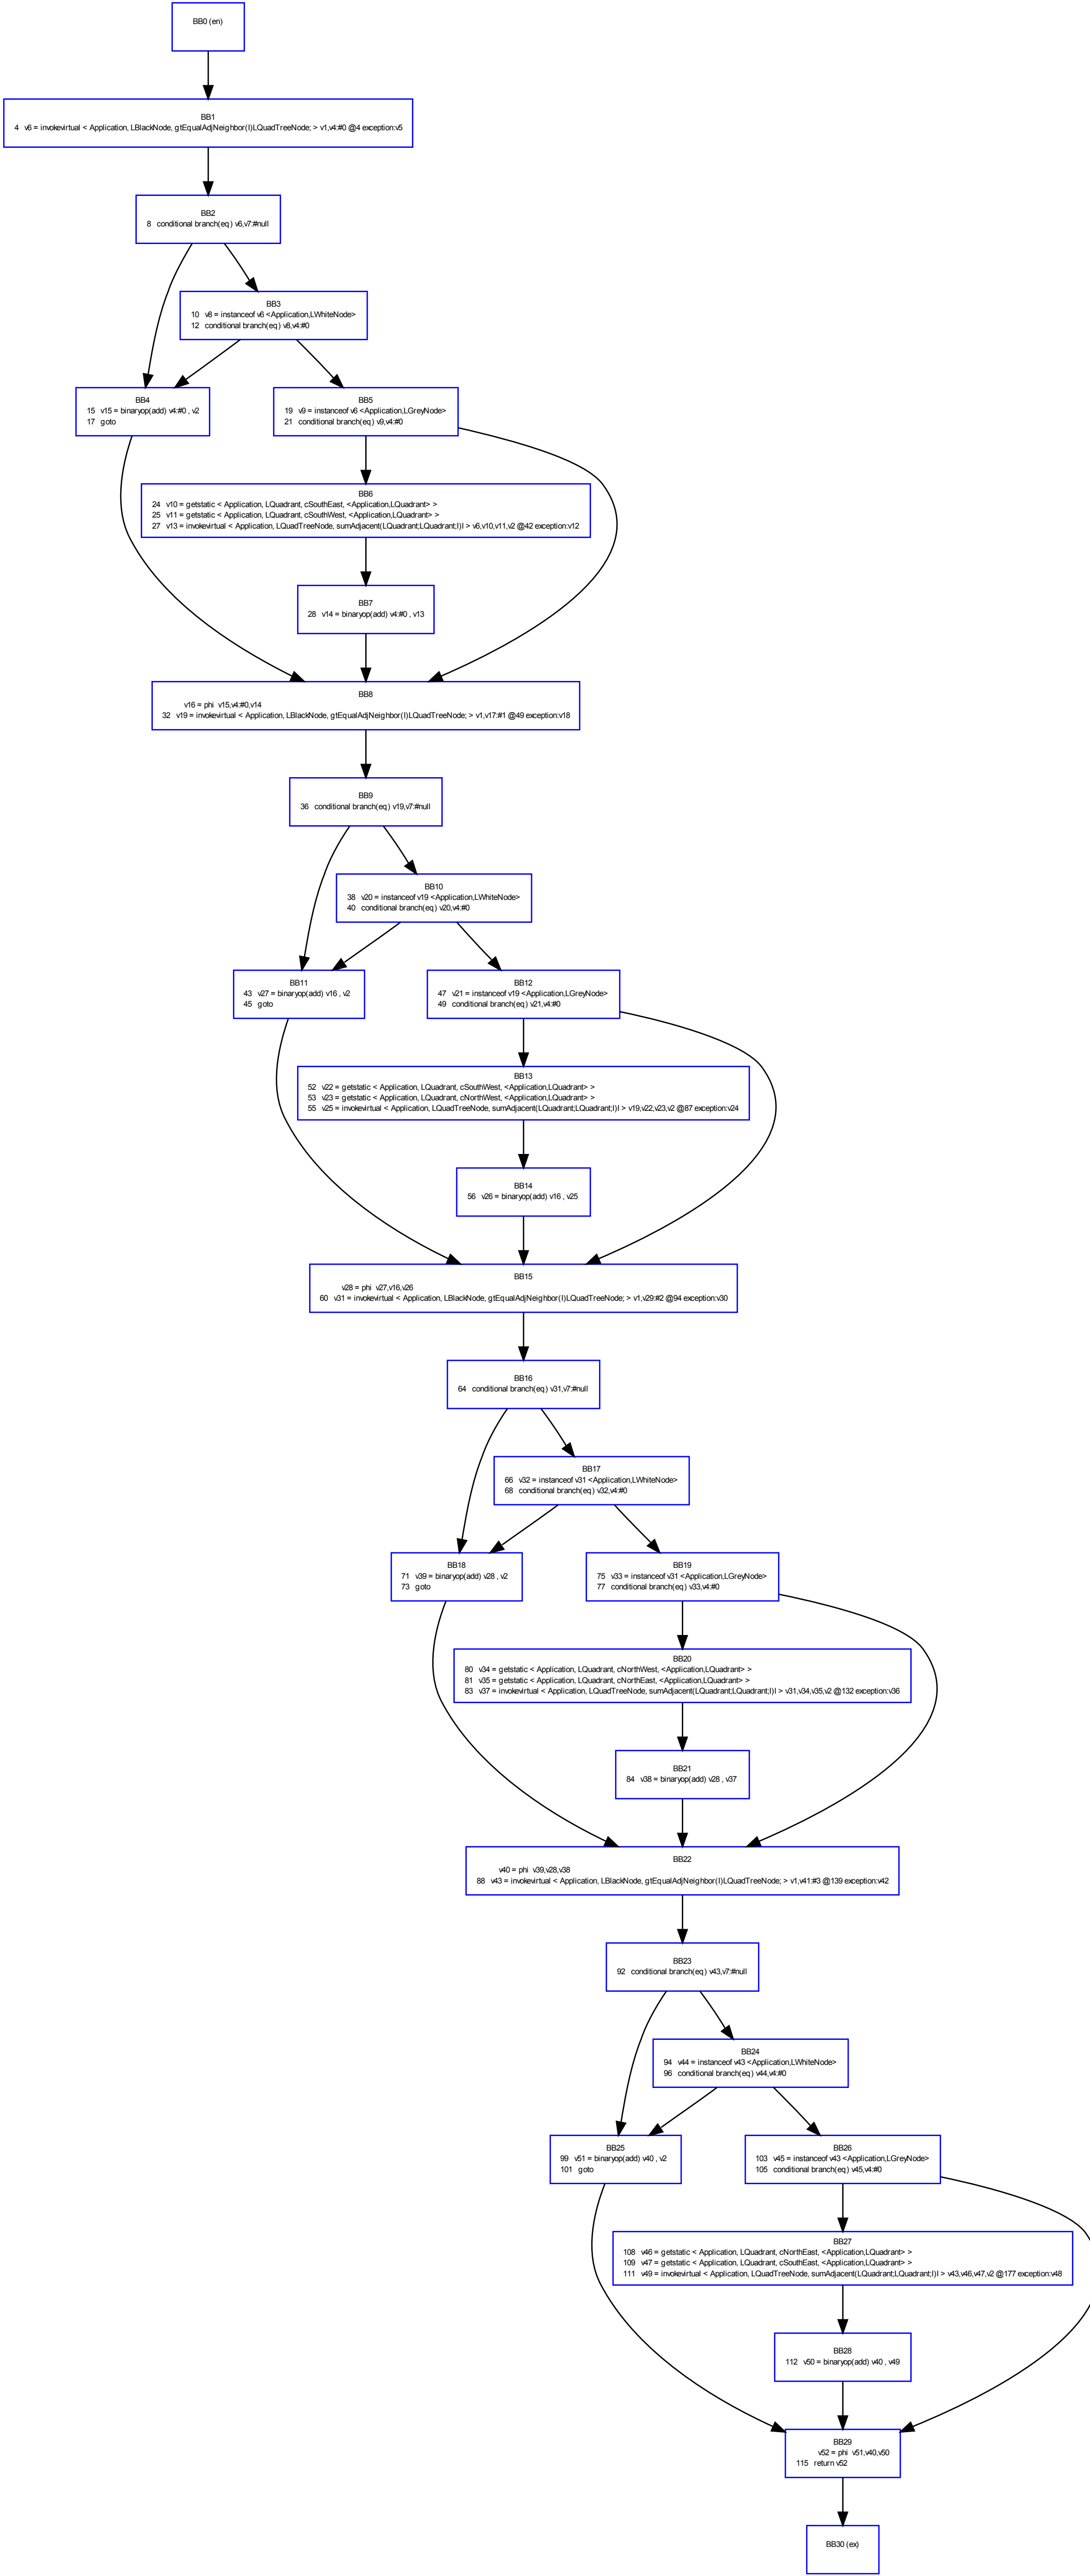 BB0 (en)
BB1
4 v6 = invokevirtual < Application, LBlackNode, gtEqualAdjNeighbor(I)LQuadTreeNode; > v1,v4:#0 @4 exception:v5
BB2
8 conditional branch(eq) v6,v7:#null
BB3
10 v8 = instanceof v6 <Application,LWhiteNode>
12 conditional branch(eq) v8,v4:#0
BB4
15 v15 = binaryop(add) v4:#0 , v2
17 goto
BB5
19 v9 = instanceof v6 <Application,LGreyNode>
21 conditional branch(eq) v9,v4:#0
BB6
24 v10 = getstatic < Application, LQuadrant, cSouthEast, <Application,LQuadrant> >
25 v11 = getstatic < Application, LQuadrant, cSouthWest, <Application,LQuadrant> >
27 v13 = invokevirtual < Application, LQuadTreeNode, sumAdjacent(LQuadrant;LQuadrant;I)I > v6,v10,v11,v2 @42 exception:v12
BB7
28 v14 = binaryop(add) v4:#0 , v13
BB8
v16 = phi v15,v4:#0,v14
32 v19 = invokevirtual < Application, LBlackNode, gtEqualAdjNeighbor(I)LQuadTreeNode; > v1,v17:#1 @49 exception:v18
BB9
36 conditional branch(eq) v19,v7:#null
BB10
38 v20 = instanceof v19 <Application,LWhiteNode>
40 conditional branch(eq) v20,v4:#0
BB11
43 v27 = binaryop(add) v16 , v2
45 goto
BB12
47 v21 = instanceof v19 <Application,LGreyNode>
49 conditional branch(eq) v21,v4:#0
BB13
52 v22 = getstatic < Application, LQuadrant, cSouthWest, <Application,LQuadrant> >
53 v23 = getstatic < Application, LQuadrant, cNorthWest, <Application,LQuadrant> >
55 v25 = invokevirtual < Application, LQuadTreeNode, sumAdjacent(LQuadrant;LQuadrant;I)I > v19,v22,v23,v2 @87 exception:v24
BB14
56 v26 = binaryop(add) v16 , v25
BB15
v28 = phi v27,v16,v26
60 v31 = invokevirtual < Application, LBlackNode, gtEqualAdjNeighbor(I)LQuadTreeNode; > v1,v29:#2 @94 exception:v30
BB16
64 conditional branch(eq) v31,v7:#null
BB17
66 v32 = instanceof v31 <Application,LWhiteNode>
68 conditional branch(eq) v32,v4:#0
BB18
71 v39 = binaryop(add) v28 , v2
73 goto
BB19
75 v33 = instanceof v31 <Application,LGreyNode>
77 conditional branch(eq) v33,v4:#0
BB20
80 v34 = getstatic < Application, LQuadrant, cNorthWest, <Application,LQuadrant> >
81 v35 = getstatic < Application, LQuadrant, cNorthEast, <Application,LQuadrant> >
83 v37 = invokevirtual < Application, LQuadTreeNode, sumAdjacent(LQuadrant;LQuadrant;I)I > v31,v34,v35,v2 @132 exception:v36
BB21
84 v38 = binaryop(add) v28 , v37
BB22
v40 = phi v39,v28,v38
88 v43 = invokevirtual < Application, LBlackNode, gtEqualAdjNeighbor(I)LQuadTreeNode; > v1,v41:#3 @139 exception:v42
BB23
92 conditional branch(eq) v43,v7:#null
BB24
94 v44 = instanceof v43 <Application,LWhiteNode>
96 conditional branch(eq) v44,v4:#0
BB25
99 v51 = binaryop(add) v40 , v2
101 goto
BB26
103 v45 = instanceof v43 <Application,LGreyNode>
105 conditional branch(eq) v45,v4:#0
BB27
108 v46 = getstatic < Application, LQuadrant, cNorthEast, <Application,LQuadrant> >
109 v47 = getstatic < Application, LQuadrant, cSouthEast, <Application,LQuadrant> >
111 v49 = invokevirtual < Application, LQuadTreeNode, sumAdjacent(LQuadrant;LQuadrant;I)I > v43,v46,v47,v2 @177 exception:v48
BB28
112 v50 = binaryop(add) v40 , v49
BB29
v52 = phi v51,v40,v50
115 return v52
BB30 (ex)